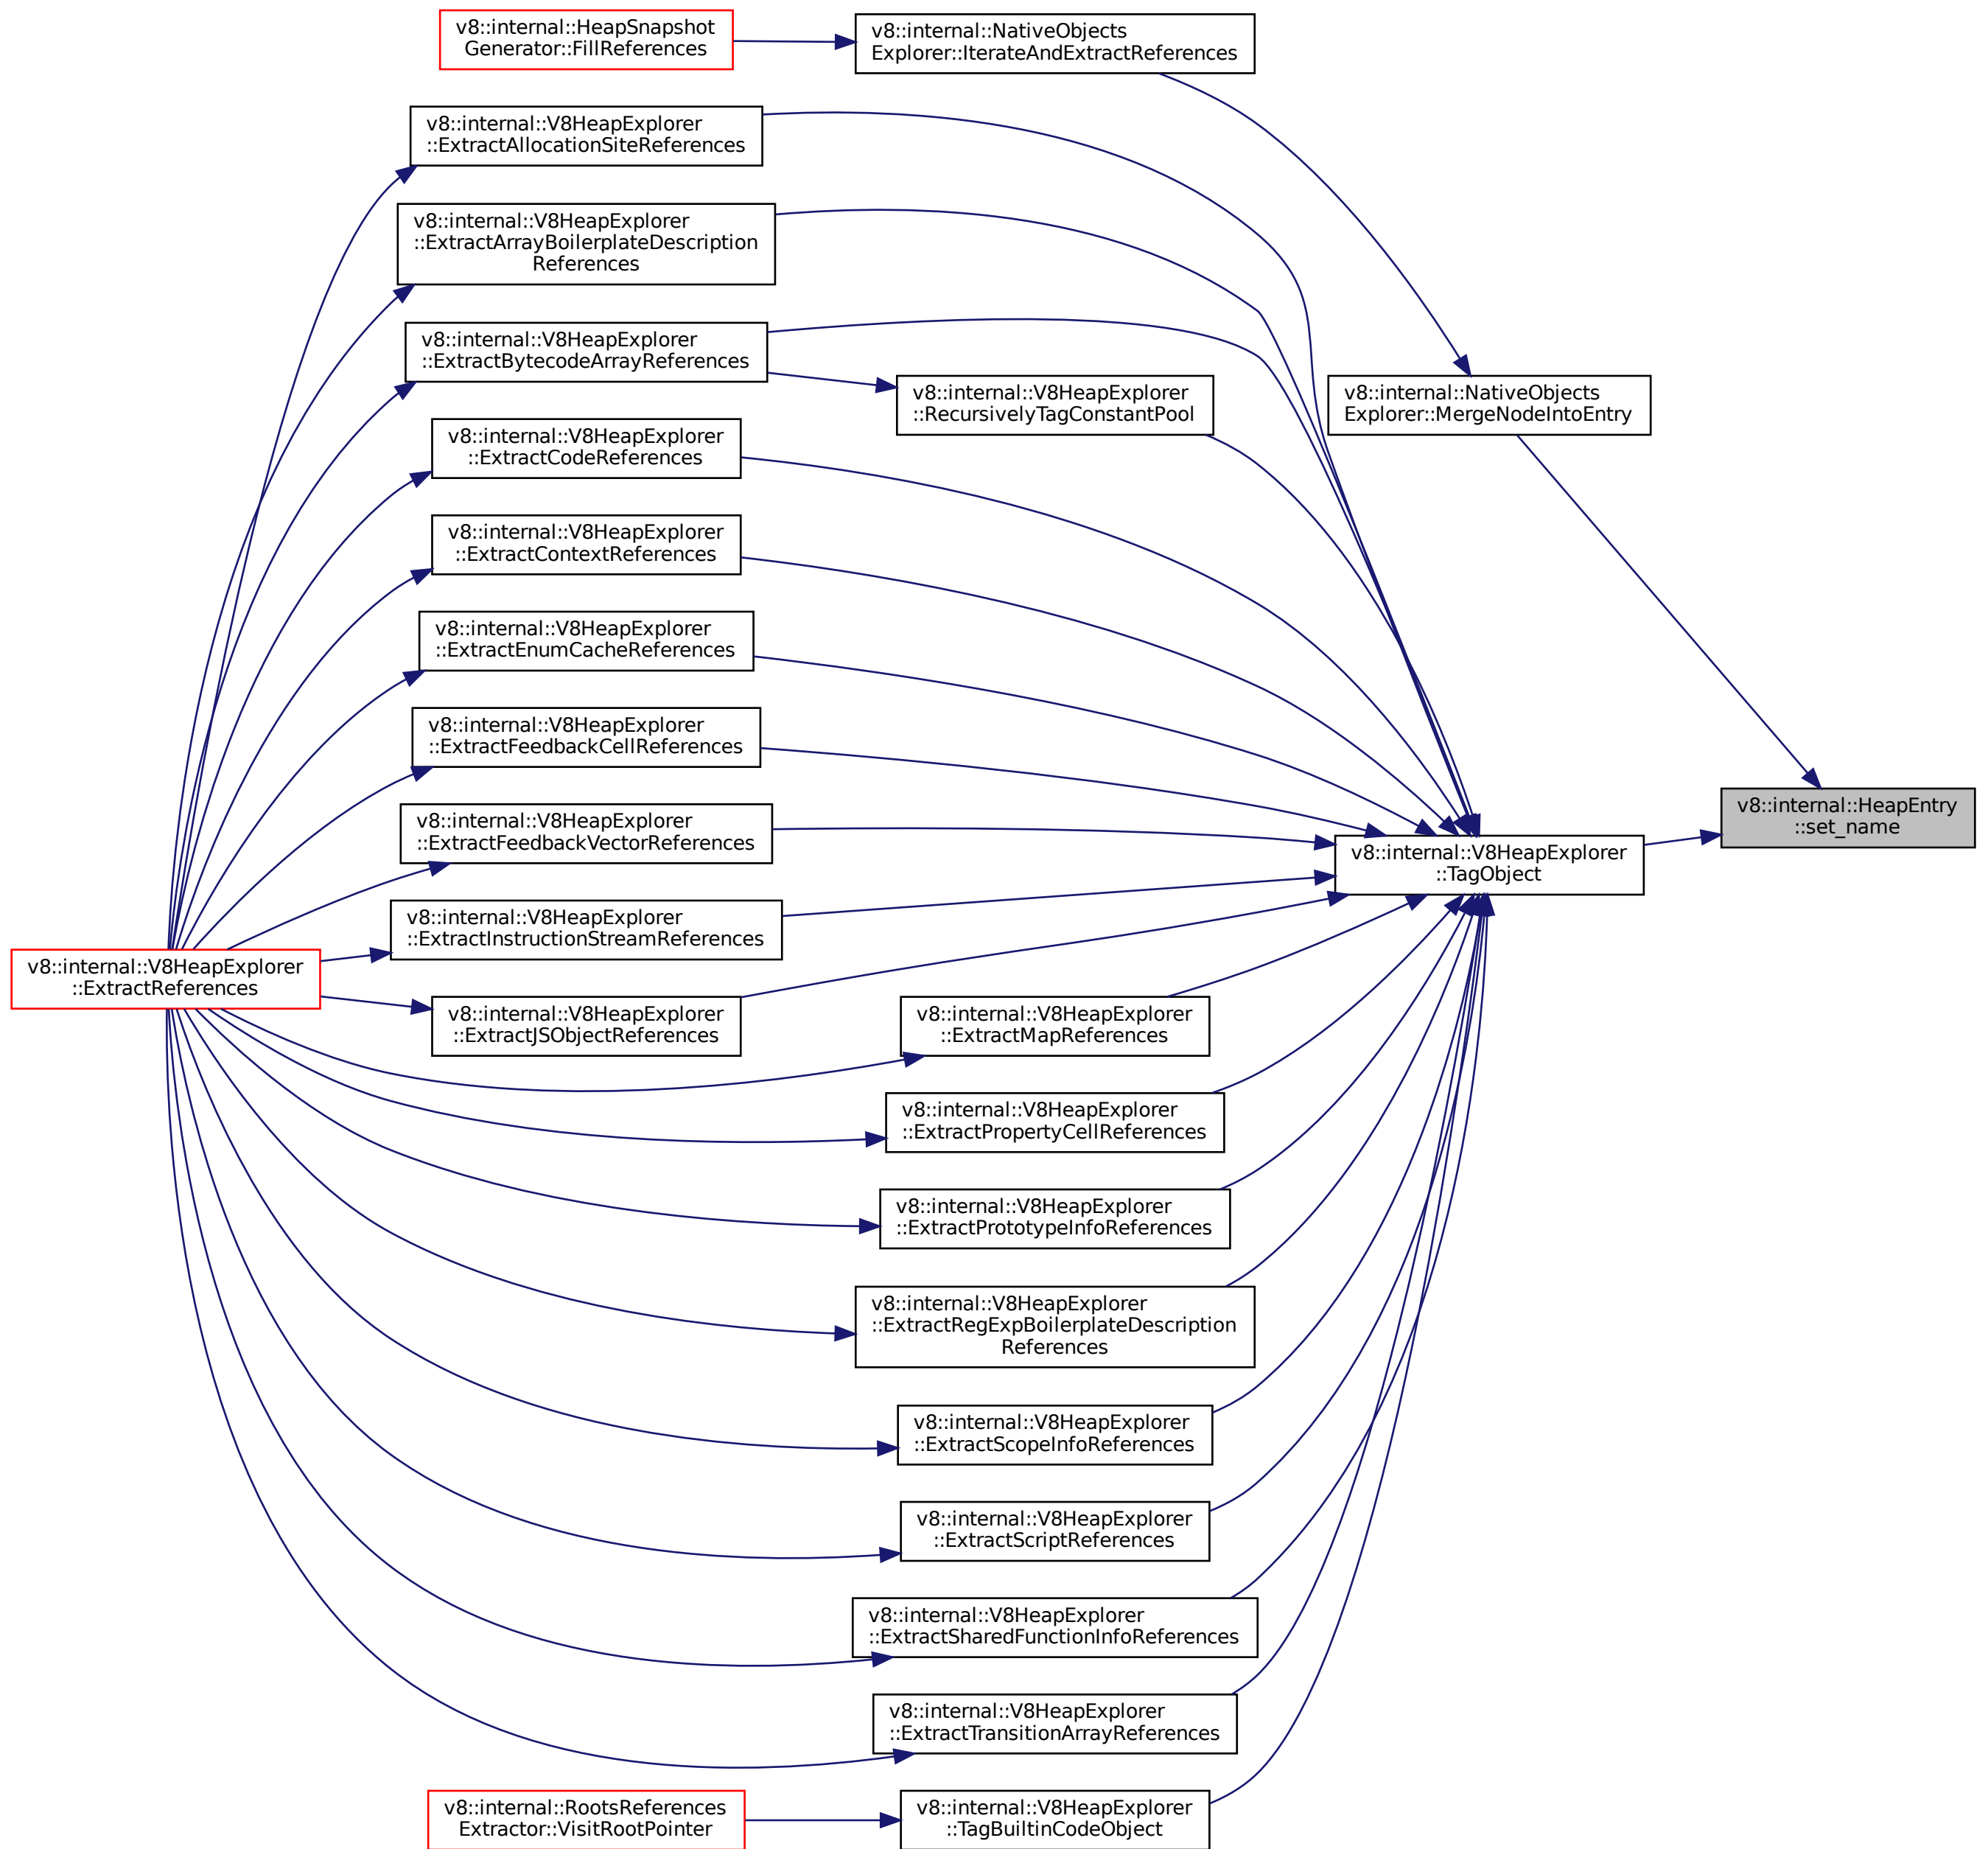 v8::internal::HeapSnapshot
Generator::FillReferences
v8::internal::NativeObjects
Explorer::IterateAndExtractReferences
v8::internal::V8HeapExplorer
::ExtractAllocationSiteReferences
v8::internal::V8HeapExplorer
::ExtractArrayBoilerplateDescription
References
v8::internal::V8HeapExplorer
::ExtractBytecodeArrayReferences
v8::internal::V8HeapExplorer
::RecursivelyTagConstantPool
v8::internal::NativeObjects
Explorer::MergeNodeIntoEntry
v8::internal::V8HeapExplorer
::ExtractCodeReferences
v8::internal::V8HeapExplorer
::ExtractContextReferences
v8::internal::V8HeapExplorer
::ExtractEnumCacheReferences
v8::internal::V8HeapExplorer
::ExtractFeedbackCellReferences
v8::internal::HeapEntry
::set_name
v8::internal::V8HeapExplorer
::ExtractFeedbackVectorReferences
v8::internal::V8HeapExplorer
::TagObject
v8::internal::V8HeapExplorer
::ExtractInstructionStreamReferences
v8::internal::V8HeapExplorer
::ExtractReferences
v8::internal::V8HeapExplorer
::ExtractJSObjectReferences
v8::internal::V8HeapExplorer
::ExtractMapReferences
v8::internal::V8HeapExplorer
::ExtractPropertyCellReferences
v8::internal::V8HeapExplorer
::ExtractPrototypeInfoReferences
v8::internal::V8HeapExplorer
::ExtractRegExpBoilerplateDescription
References
v8::internal::V8HeapExplorer
::ExtractScopeInfoReferences
v8::internal::V8HeapExplorer
::ExtractScriptReferences
v8::internal::V8HeapExplorer
::ExtractSharedFunctionInfoReferences
v8::internal::V8HeapExplorer
::ExtractTransitionArrayReferences
v8::internal::RootsReferences
Extractor::VisitRootPointer
v8::internal::V8HeapExplorer
::TagBuiltinCodeObject